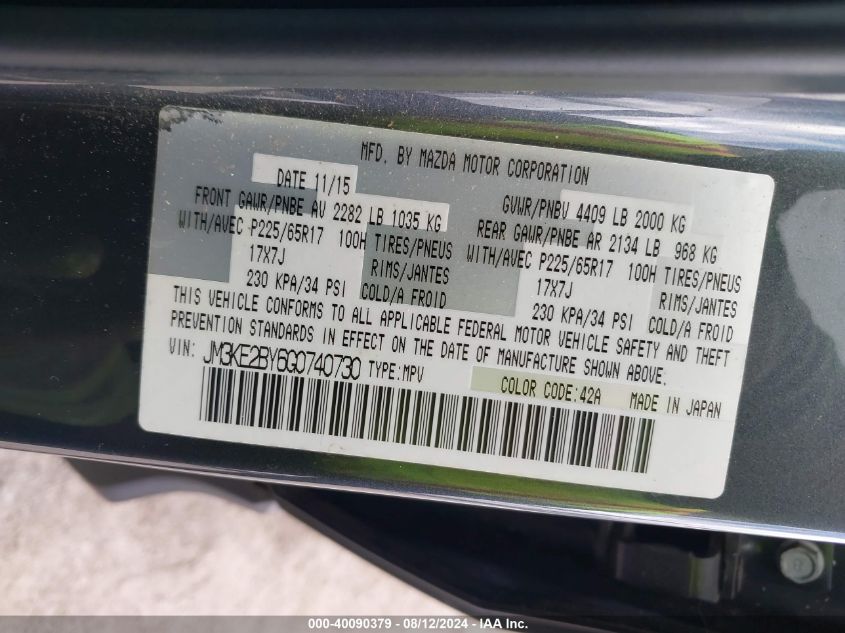 MFD. BY MAZDA MOTOR CORPORATION
DATE 11/15
GVWR/PNBV 4409 LB 2000 KG
FRONT GAWR/PNBE AV 2282 LB 1035 KG
REAR GAWR/PNBE AR 2134 LB 968 KG
WITH/AVEC P225/65R17 100H TIRES/PNEUS
WITH/AVEC P225/65R17 100H TIRES/PNEUS
17X7J RIMS/JANTES
17X7J RIMS/JANTES
230 KPA/34 PSI COLD/A FROID
230 KPA/34 PSI COLD/A FROID
THIS VEHICLE CONFORMS TO ALL APPLICABLE FEDERAL MOTOR VEHICLE SAFETY AND THEFT
PREVENTION STANDARDS IN EFFECT ON THE DATE OF MANUFACTURE SHOWN ABOVE.
VIN: JM3KE2BY6G0740730 TYPE:MPV
COLOR CODE:42A MADE IN JAPAN
000-40090379 - 08/12/2024 - IAA Inc.